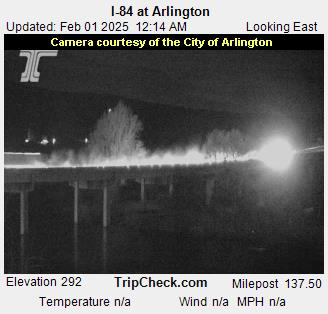 I-84 at Arlington
Updated: Feb 01 2025 12:14 AM Looking East
Camera courtesy of the City of Arlington
Elevation 292 TripCheck.com Milepost 137.50
Temperature n/a Wind n/a MPH n/a